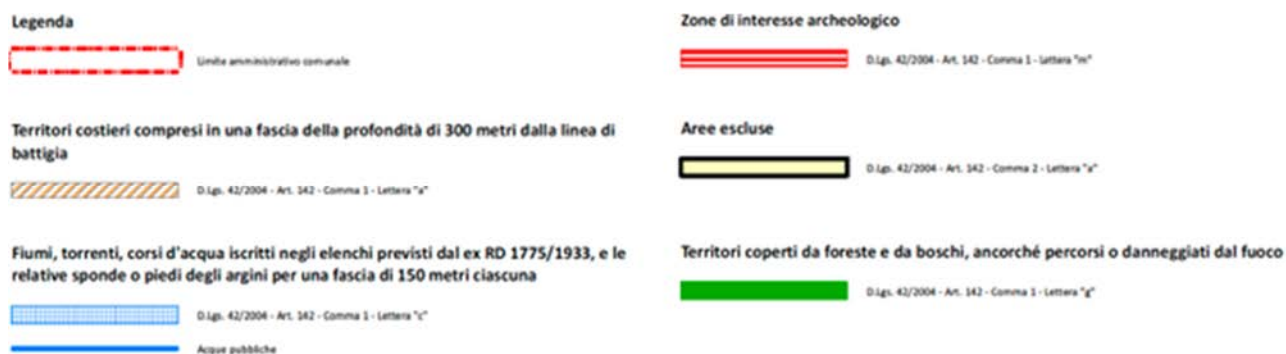 Legenda
Limite amministrativo comunale
Territori costieri compresi in una fascia della profondità di 300 metri dalla linea di
battigia
D.Lgs. 42/2004 - Art. 142 - Comma 1 - Lettera "a"
Fiumi, torrenti, corsi d'acqua iscritti negli elenchi previsti dal ex RD 1775/1933, e le
relative sponde o piedi degli argini per una fascia di 150 metri ciascuna
D.Lgs. 42/2004 - Art. 142 - Comma 1 - Lettera "c"
Acque pubbliche
Zone di interesse archeologico
D.Lgs. 42/2004 - Art. 142 - Comma 1 - Lettera "m"
Aree escluse
D.Lgs. 42/2004 - Art. 142 - Comma 2 - Lettera "a"
Territori coperti da foreste e da boschi, ancorché percorsi o danneggiati dal fuoco
D.Lgs. 42/2004 - Art. 142 - Comma 1 - Lettera "g"